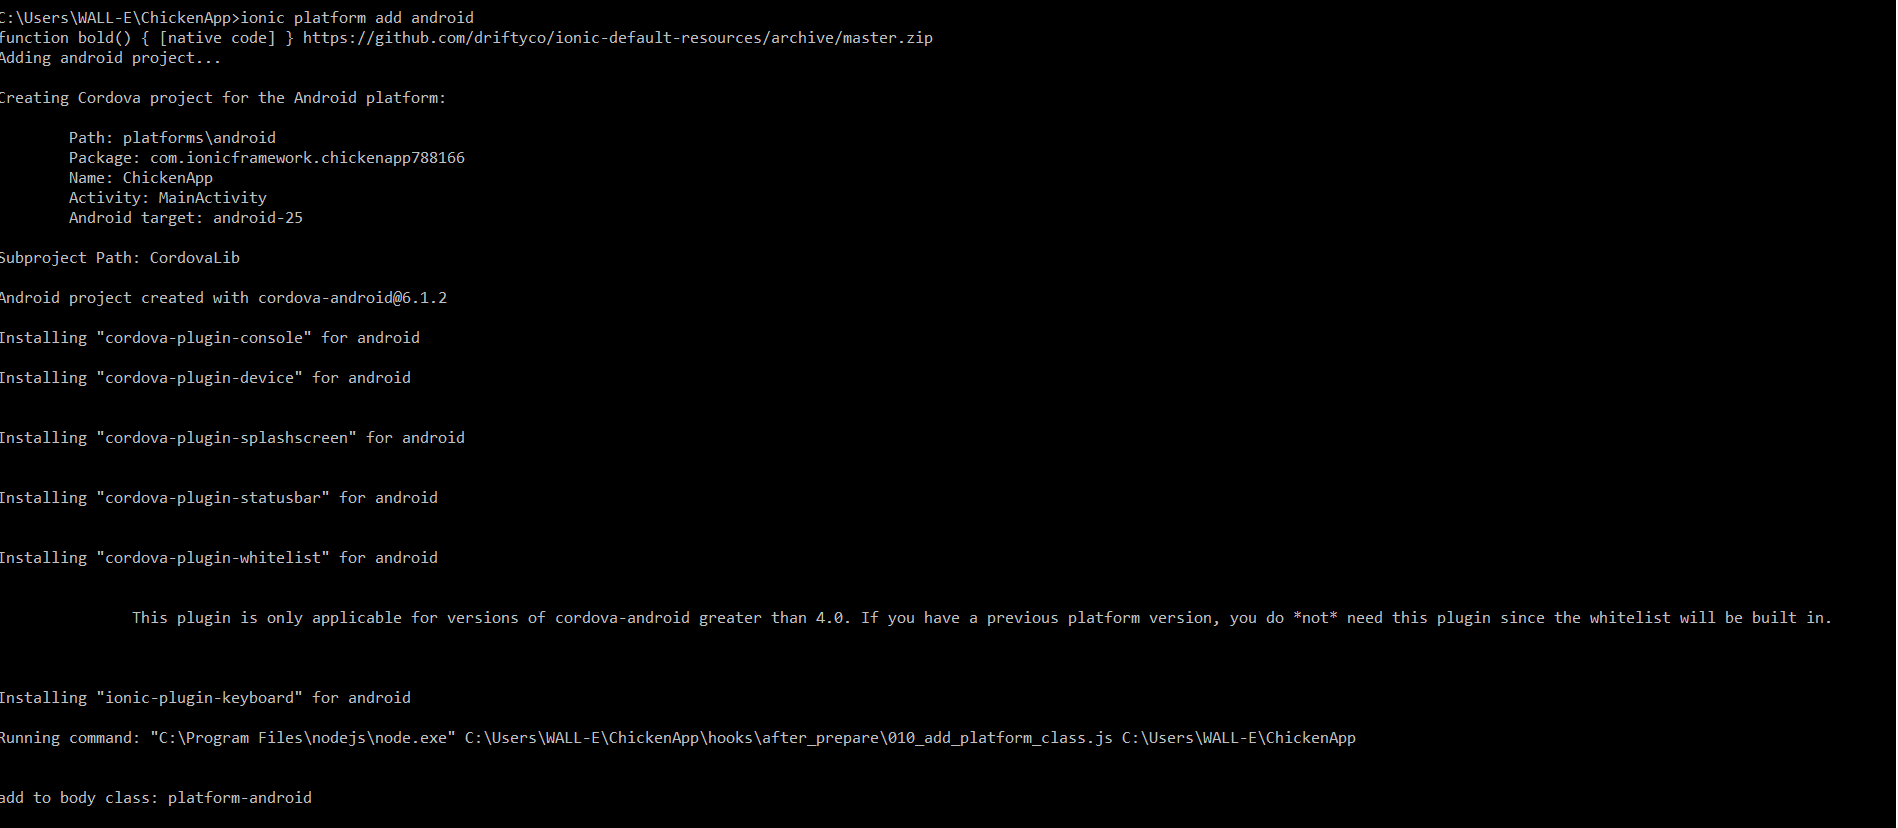 C:\Users\WALL-E\ChickenApp>ionic platform add android
function bold() { [native code] } https://github.com/driftyco/ionic-default-resources/archive/master.zip
Adding android project...
Creating Cordova project for the Android platform:
Path: platforms\android
Package: com.ionicframework.chickenapp788166
Name: ChickenApp
Activity: MainActivity
Android target: android-25
Subproject Path: CordovaLib
Android project created with cordova-android@6.1.2
Installing "cordova-plugin-console" for android
Installing "cordova-plugin-device" for android
Installing "cordova-plugin-splashscreen" for android
Installing "cordova-plugin-statusbar" for android
Installing "cordova-plugin-whitelist" for android
This plugin is only applicable for versions of cordova-android greater than 4.0. If you have a previous platform version, you do *not* need this plugin since the whitelist will be built in.
Installing "ionic-plugin-keyboard" for android
Running command: "C:\Program Files\nodejs\node.exe" C:\Users\WALL-E\ChickenApp\hooks\after_prepare\010_add_platform_class.js C:\Users\WALL-E\ChickenApp
add to body class: platform-android